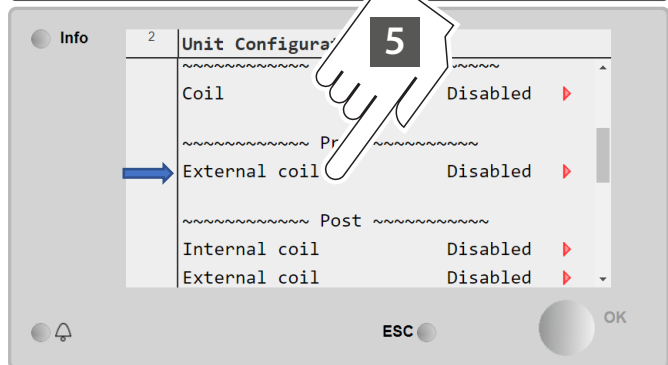 Info
2
Unit Configura
5
~~~~~~~~~~~~ ~~~~~
Coil Disabled
~~~~~~~~~~~~ Pr ~~~~~~~~~~
External coil Disabled
~~~~~~~~~~~~ Post ~~~~~~~~~~~
Internal coil Disabled
External coil Disabled
ESC
OK